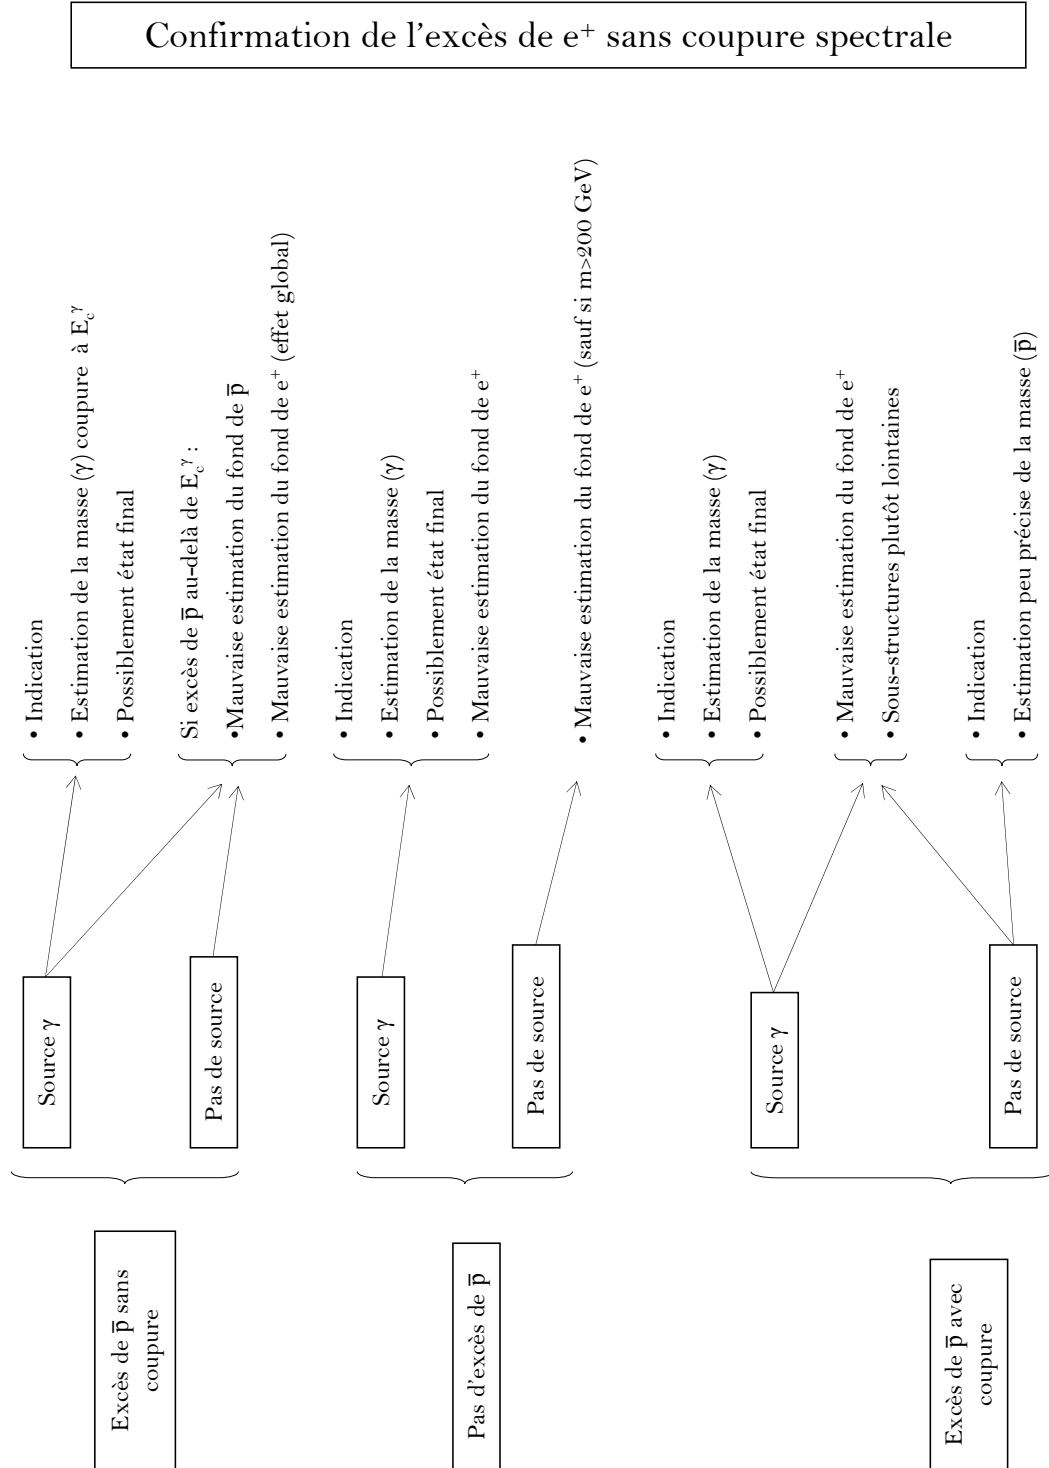 Confirmation de l'excès de e⁺ sans coupure spectrale
Excès de p̅ sans
coupure
Source γ
• Indication
• Estimation de la masse (γ) coupure à E_c^γ
• Possiblement état final
Pas de source
Si excès de p̅ au-delà de E_c^γ :
•Mauvaise estimation du fond de p̅
• Mauvaise estimation du fond de e⁺ (effet global)
Pas d'excès de p̅
Source γ
• Indication
• Estimation de la masse (γ)
• Possiblement état final
• Mauvaise estimation du fond de e⁺
Pas de source
• Mauvaise estimation du fond de e⁺ (sauf si m>200 GeV)
Excès de p̅ avec
coupure
Source γ
• Indication
• Estimation de la masse (γ)
• Possiblement état final
• Mauvaise estimation du fond de e⁺
• Sous-structures plutôt lointaines
Pas de source
• Indication
• Estimation peu précise de la masse (p̅)